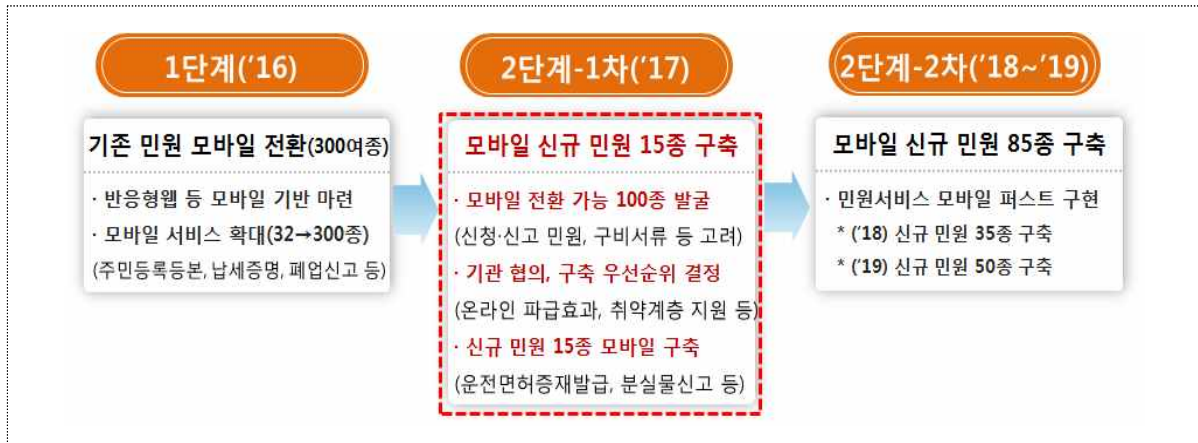 1단계(‘16)
기존 민원 모바일 전환(300여종)
· 반응형웹 등 모바일 기반 마련
· 모바일 서비스 확대(32→300종)
(주민등록등본, 납세증명, 폐업신고 등)
2단계-1차(‘17)
모바일 신규 민원 15종 구축
· 모바일 전환 가능 100종 발굴
(신청·신고 민원, 구비서류 등 고려)
· 기관 협의, 구축 우선순위 결정
(온라인 파급효과, 취약계층 지원 등)
· 신규 민원 15종 모바일 구축
(운전면허증재발급, 분실물신고 등)
2단계-2차(‘18~‘19)
모바일 신규 민원 85종 구축
· 민원서비스 모바일 퍼스트 구현
* (‘18) 신규 민원 35종 구축
* (‘19) 신규 민원 50종 구축